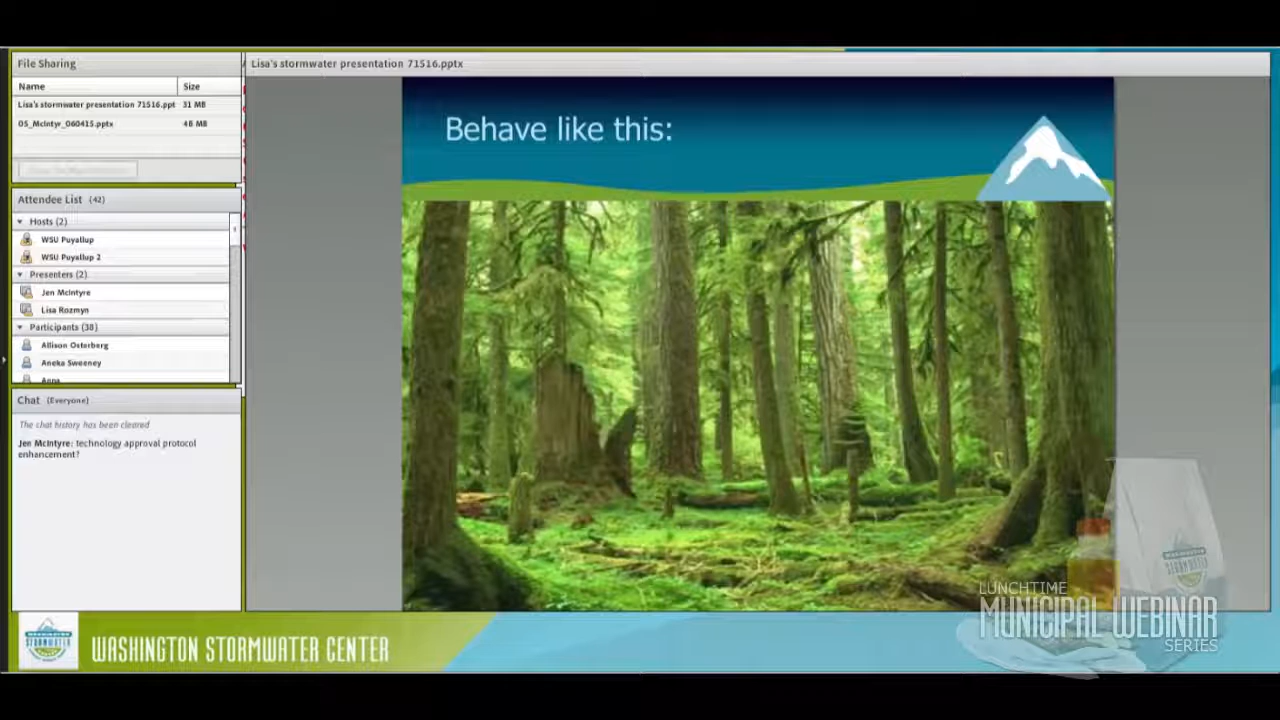 File Sharing
Name Size
Lisa's stormwater presentation 71516.ppt 31 MB
05_McIntyr_060415.pptx 48 MB
Attendee List (42)
Hosts (2)
WSU Puyallup
WSU Puyallup 2
Presenters (2)
Jen McIntyre
Lisa Rozmyn
Participants (38)
Allison Osterberg
Aneka Sweeney
Anna
Chat (Everyone)
The chat history has been cleared
Jen McIntyre: technology approval protocol
enhancement?
Lisa's stormwater presentation 71516.pptx
Behave like this:
WASHINGTON STORMWATER CENTER
LUNCHTIME
MUNICIPAL WEBINAR
SERIES